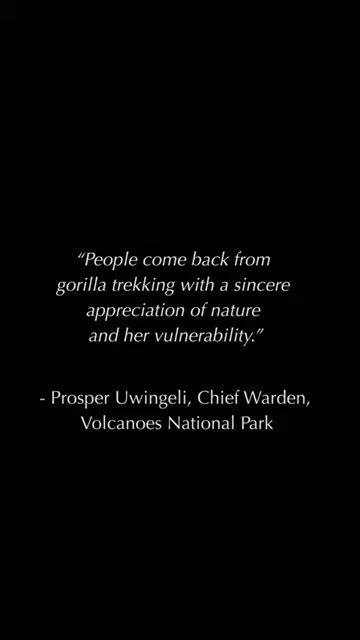 “People come back from
gorilla trekking with a sincere
appreciation of nature
and her vulnerability.”
- Prosper Uwingeli, Chief Warden,
Volcanoes National Park